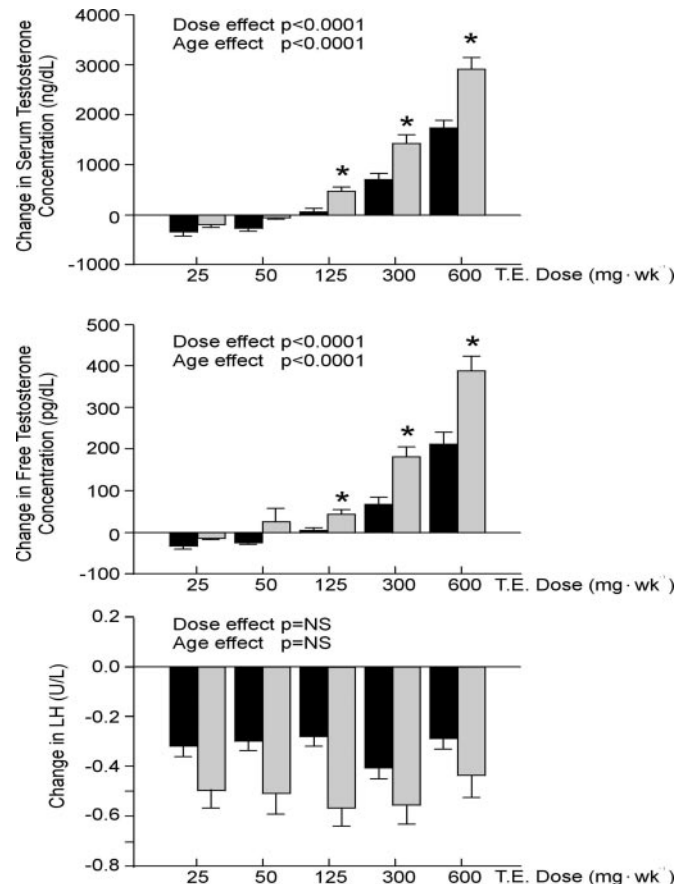 Change in Serum Testosterone
Concentration (ng/dL)
4000
3000
2000
1000
0
-1000
Dose effect p<0.0001
Age effect p<0.0001
*
*
*
25 50 125 300 600 T.E. Dose (mg·wk
Change in Free Testosterone
Concentration (pg/dL)
500
400
300
200
100
0
-100
Dose effect p<0.0001
Age effect p<0.0001
*
*
*
25 50 125 300 600 T.E. Dose (mg·wk
Change in LH (U/L)
0.2
0.0
-0.2
-0.4
-0.6
-0.8
Dose effect p=NS
Age effect p=NS
25 50 125 300 600 T.E. Dose (mg·wk